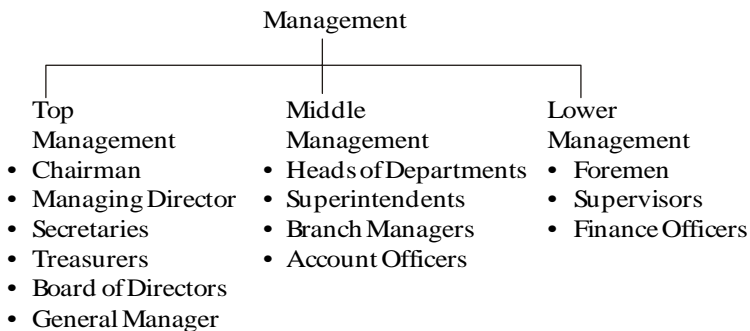 Management
Top
Management
• Chairman
• Managing Director
• Secretaries
• Treasurers
• Board of Directors
• General Manager
Middle
Management
• Heads of Departments
• Superintendents
• Branch Managers
• Account Officers
Lower
Management
• Foremen
• Supervisors
• Finance Officers